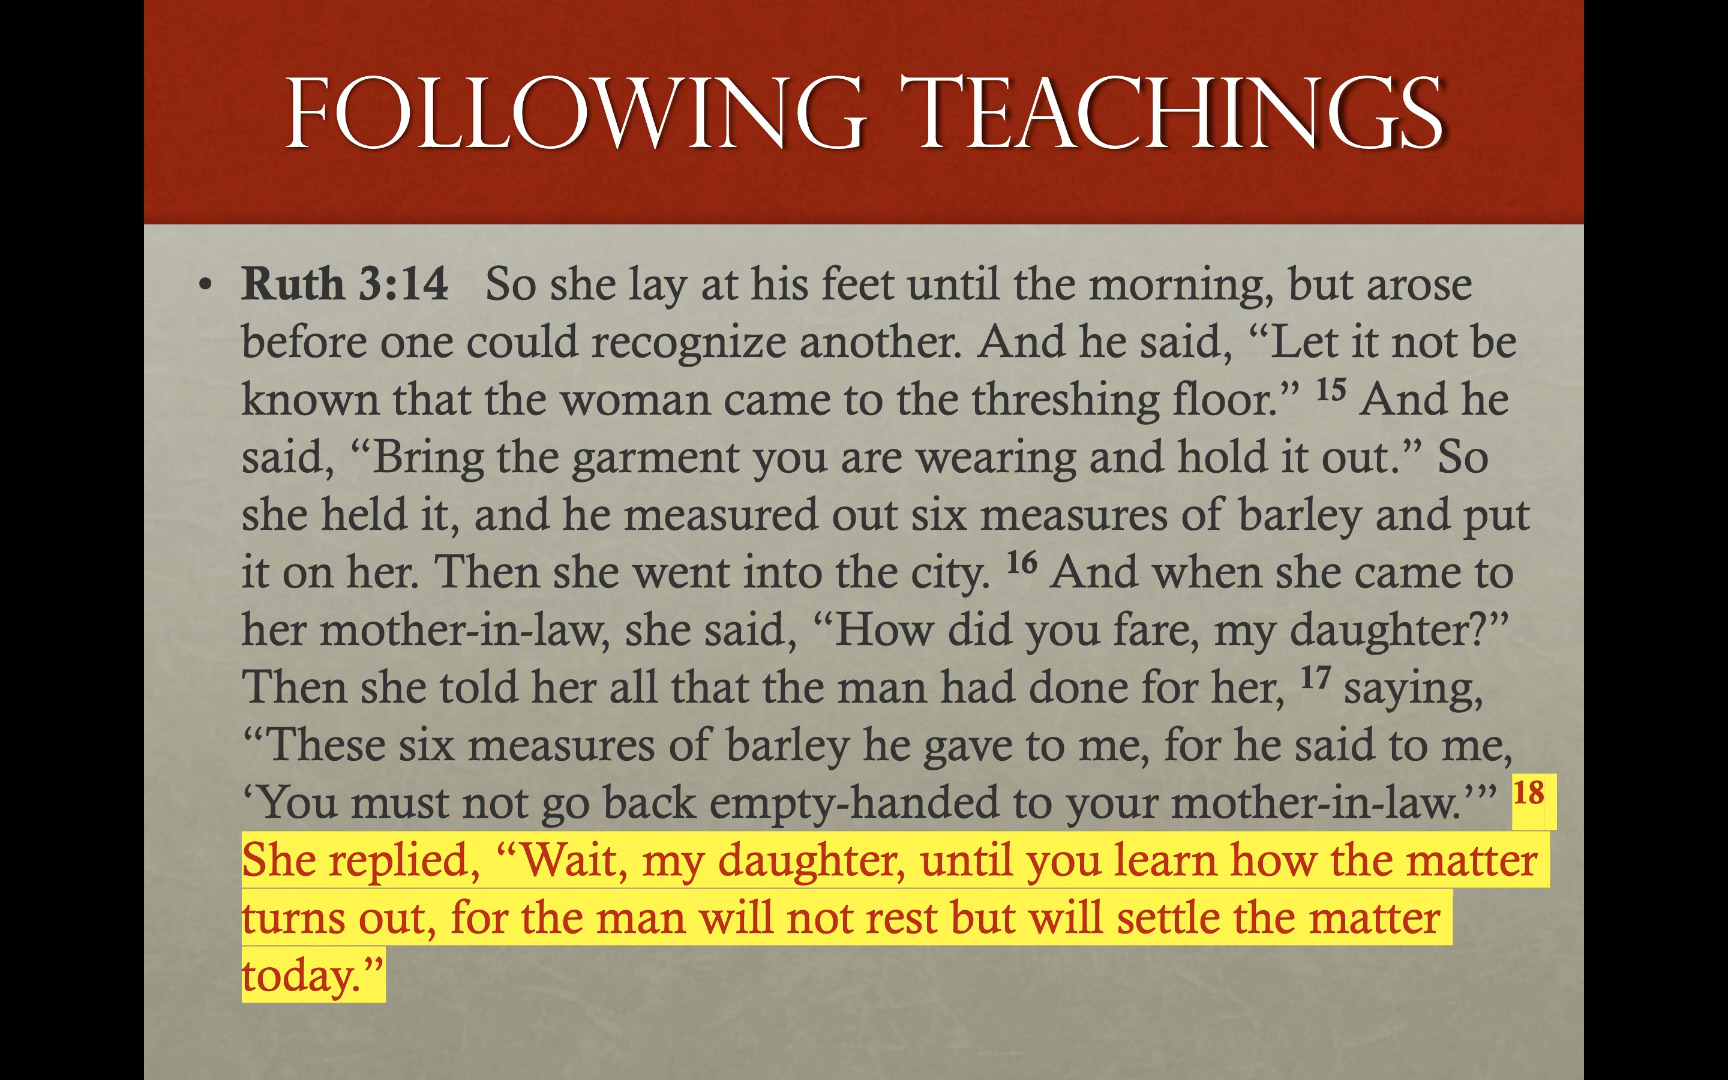 FOLLOWING TEACHINGS
• Ruth 3:14 So she lay at his feet until the morning, but arose
before one could recognize another. And he said, “Let it not be
known that the woman came to the threshing floor.” 15 And he
said, “Bring the garment you are wearing and hold it out.” So
she held it, and he measured out six measures of barley and put
it on her. Then she went into the city. 16 And when she came to
her mother-in-law, she said, “How did you fare, my daughter?”
Then she told her all that the man had done for her, 17 saying,
“These six measures of barley he gave to me, for he said to me,
‘You must not go back empty-handed to your mother-in-law.’” 18
She replied, “Wait, my daughter, until you learn how the matter
turns out, for the man will not rest but will settle the matter
today.”